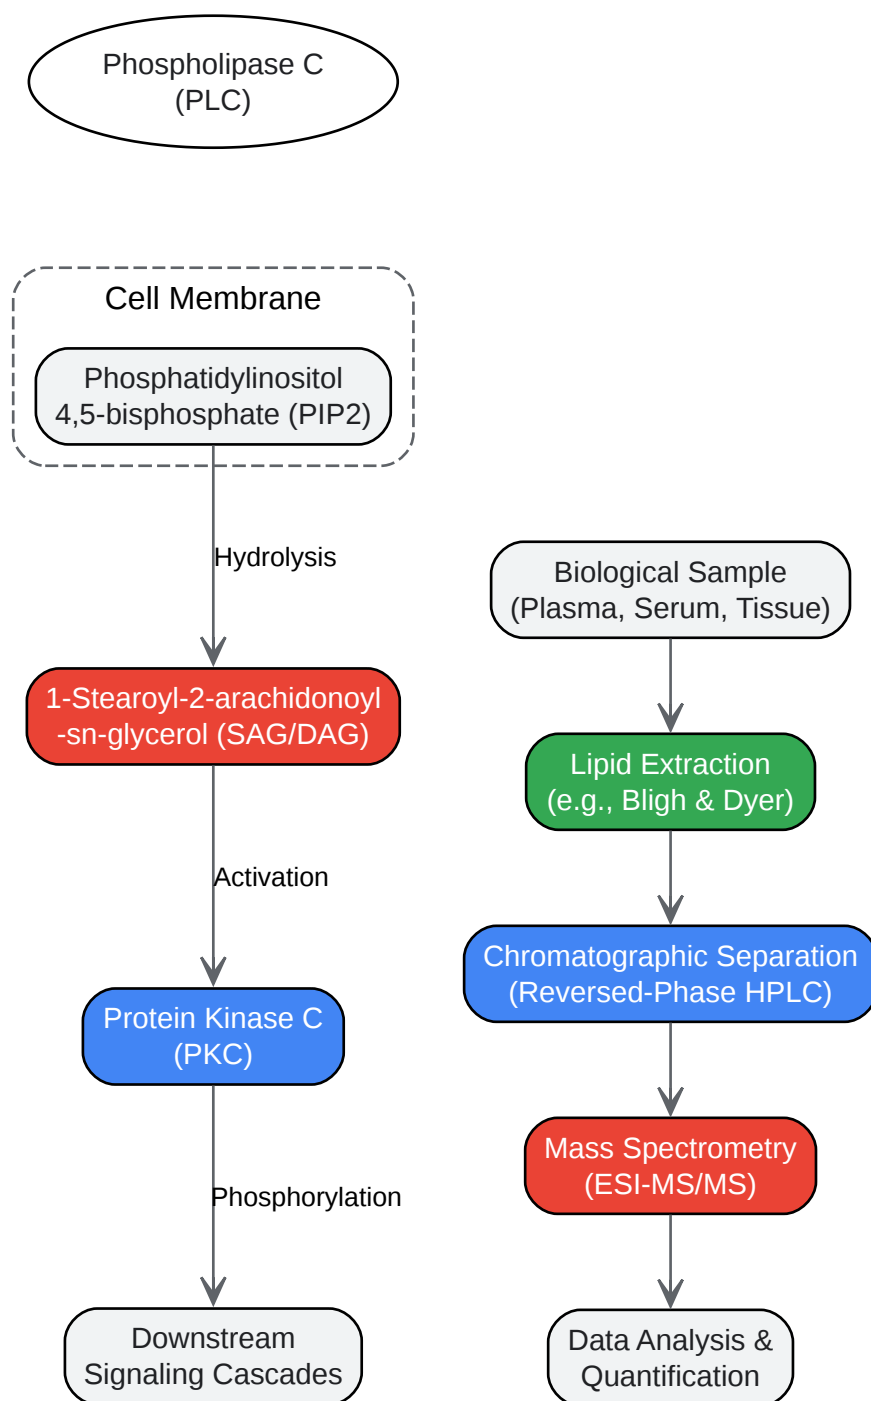 Phospholipase C
(PLC)
Cell Membrane
Phosphatidylinositol
4,5-bisphosphate (PIP2)
Hydrolysis
1-Stearoyl-2-arachidonoyl
-sn-glycerol (SAG/DAG)
Activation
Protein Kinase C
(PKC)
Phosphorylation
Downstream
Signaling Cascades
Biological Sample
(Plasma, Serum, Tissue)
Lipid Extraction
(e.g., Bligh & Dyer)
Chromatographic Separation
(Reversed-Phase HPLC)
Mass Spectrometry
(ESI-MS/MS)
Data Analysis &
Quantification